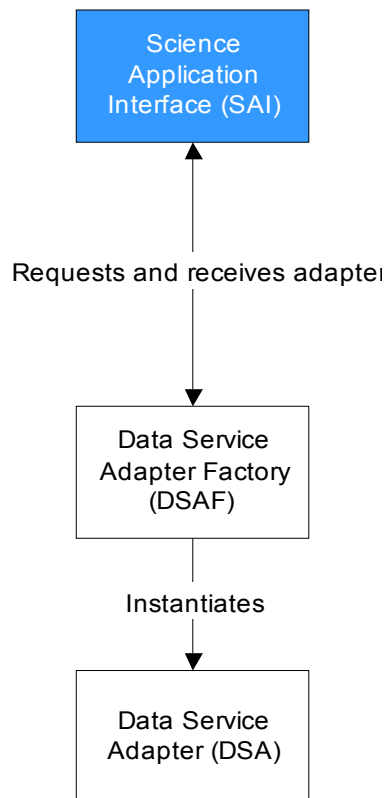 Science
Application
Interface (SAI)
Requests and receives adapter
Data Service
Adapter Factory
(DSAF)
Instantiates
Data Service
Adapter (DSA)